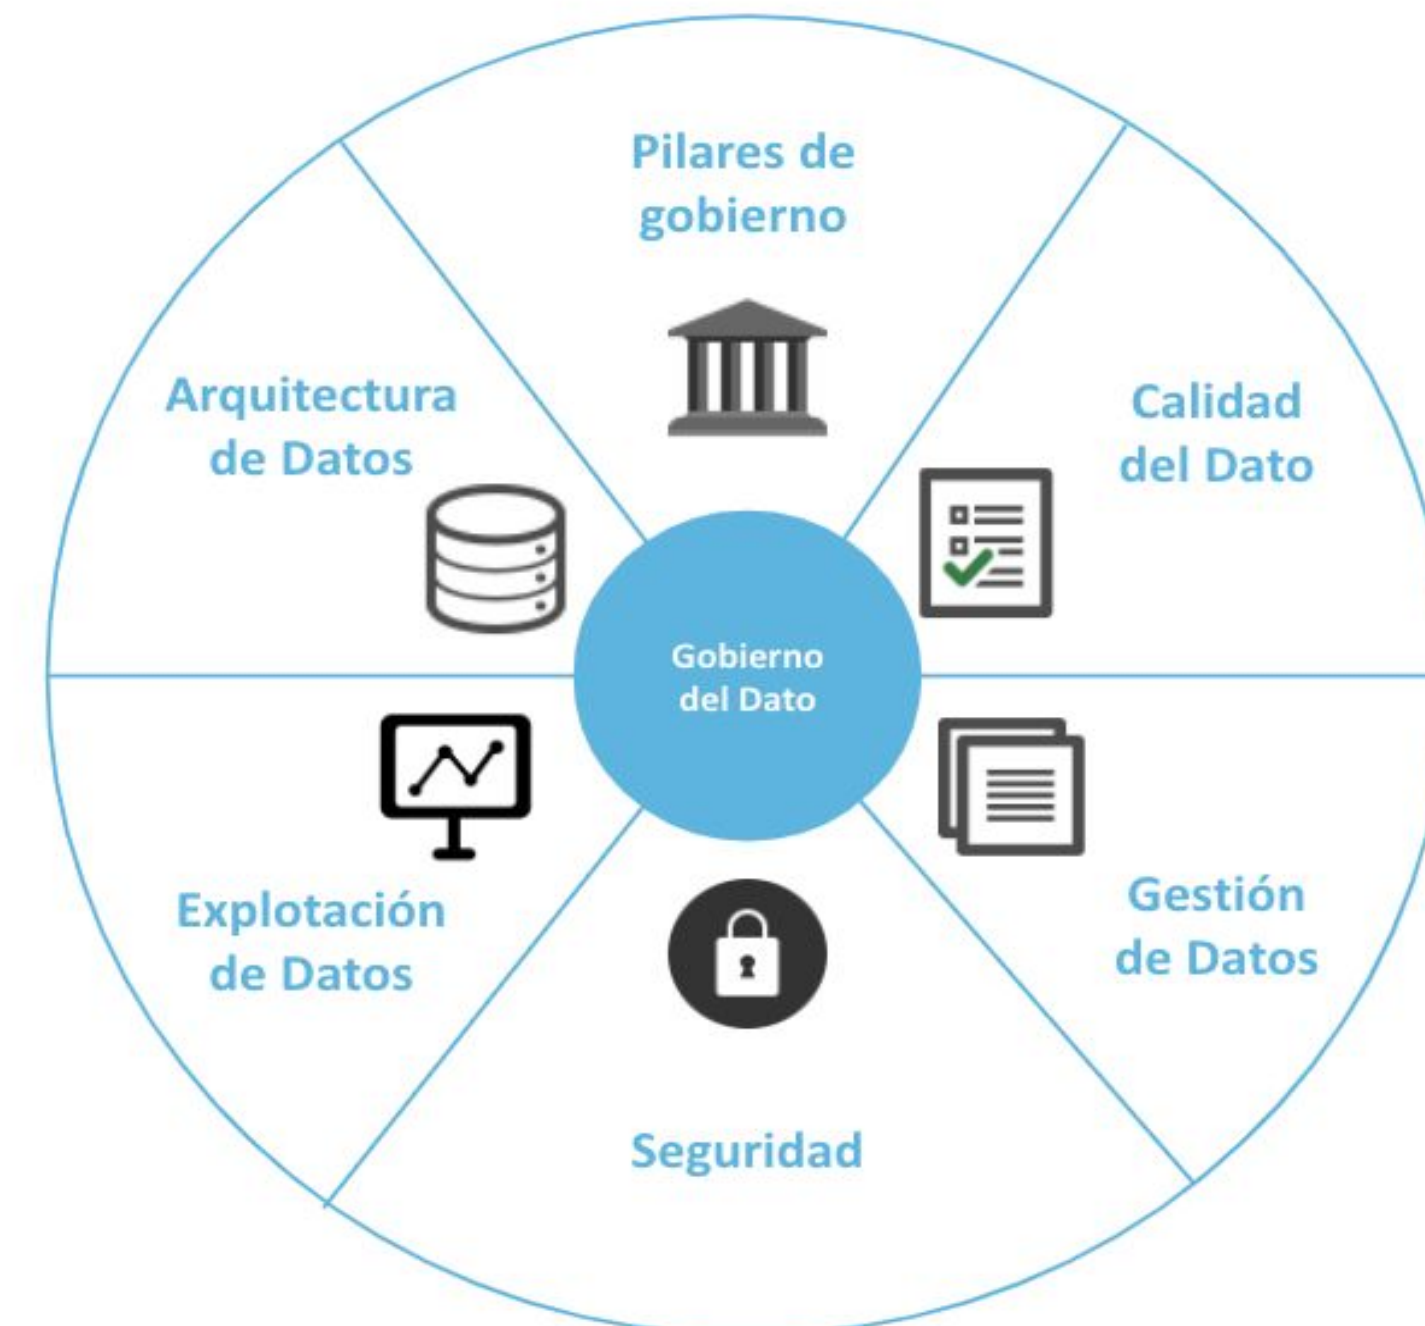 Pilares de
gobierno
Arquitectura
de Datos
Calidad
del Dato
Gobierno
del Dato
Explotación
de Datos
Gestión
de Datos
Seguridad